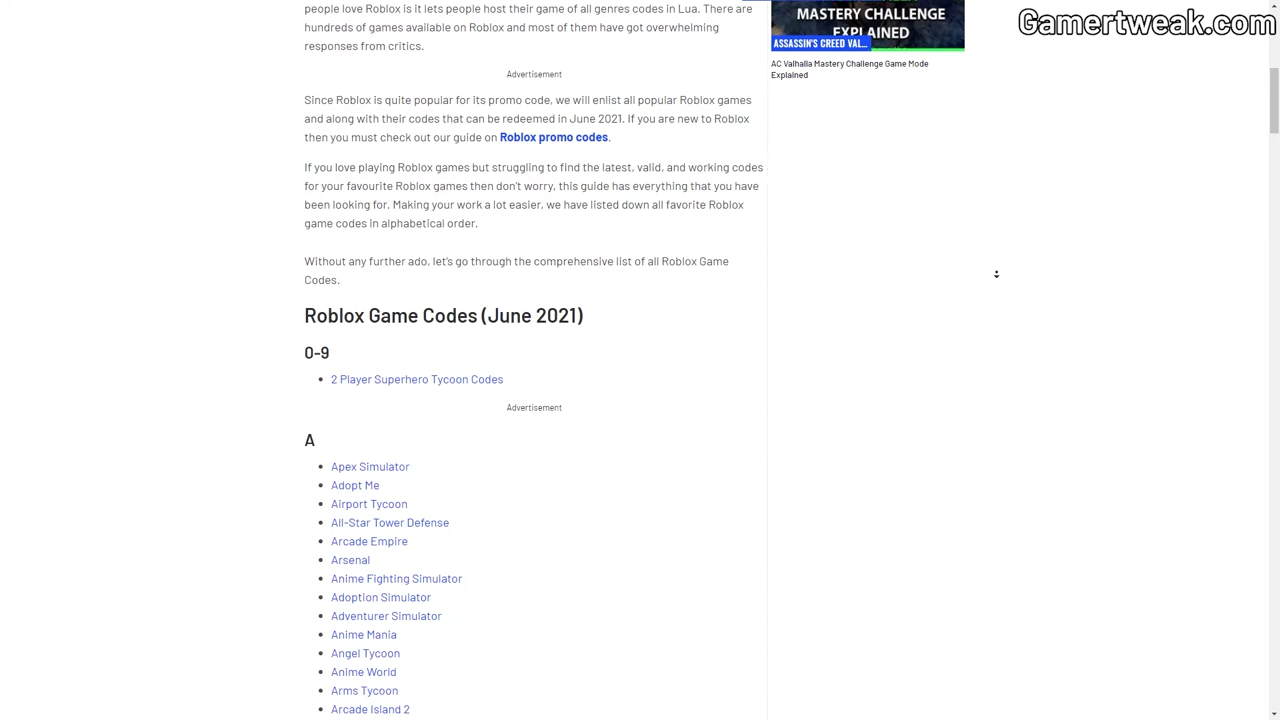 people love Roblox is it lets people host their game of all genres codes in Lua. There are
hundreds of games available on Roblox and most of them have got overwhelming
responses from critics.
Advertisement
Since Roblox is quite popular for its promo code, we will enlist all popular Roblox games
and along with their codes that can be redeemed in June 2021. If you are new to Roblox
then you must check out our guide on Roblox promo codes.
If you love playing Roblox games but struggling to find the latest, valid, and working codes
for your favourite Roblox games then don't worry, this guide has everything that you have
been looking for. Making your work a lot easier, we have listed down all favorite Roblox
game codes in alphabetical order.
Without any further ado, let's go through the comprehensive list of all Roblox Game
Codes.
Roblox Game Codes (June 2021)
0-9
2 Player Superhero Tycoon Codes
Advertisement
A
Apex Simulator
Adopt Me
Airport Tycoon
All-Star Tower Defense
Arcade Empire
Arsenal
Anime Fighting Simulator
Adoption Simulator
Adventurer Simulator
Anime Mania
Angel Tycoon
Anime World
Arms Tycoon
Arcade Island 2
MASTERY CHALLENGE
EXPLAINED
ASSASSIN'S CREED VAL...
AC Valhalla Mastery Challenge Game Mode
Explained
Gamertweak.com